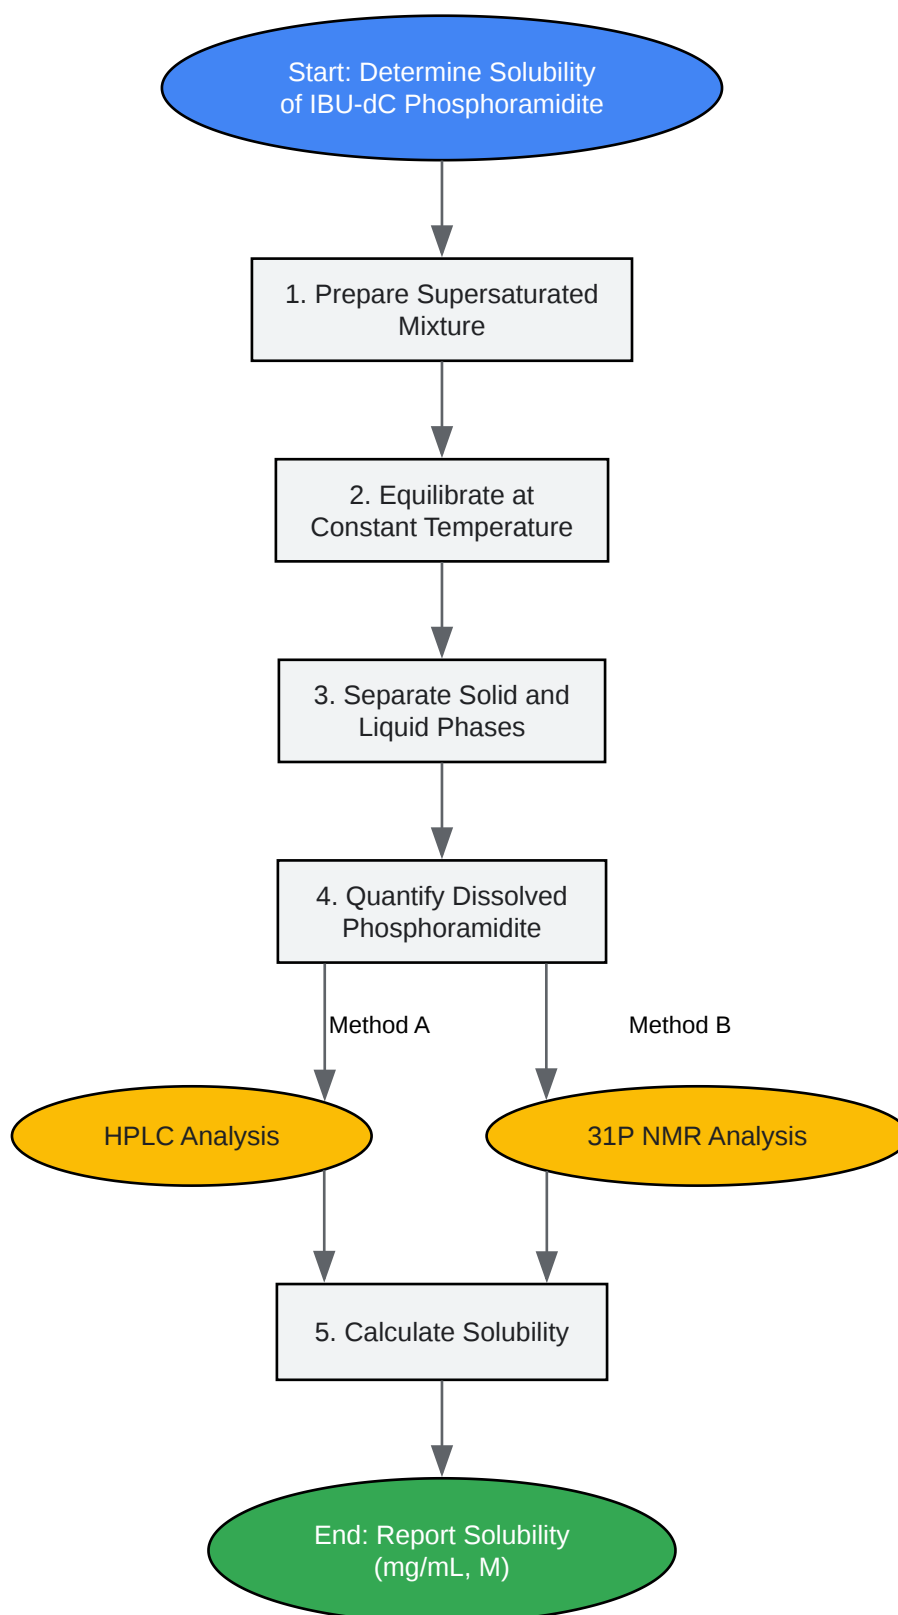 Start: Determine Solubility
of IBU-dC Phosphoramidite
1. Prepare Supersaturated
Mixture
2. Equilibrate at
Constant Temperature
3. Separate Solid and
Liquid Phases
4. Quantify Dissolved
Phosphoramidite
Method A
Method B
HPLC Analysis
31P NMR Analysis
5. Calculate Solubility
End: Report Solubility
(mg/mL, M)